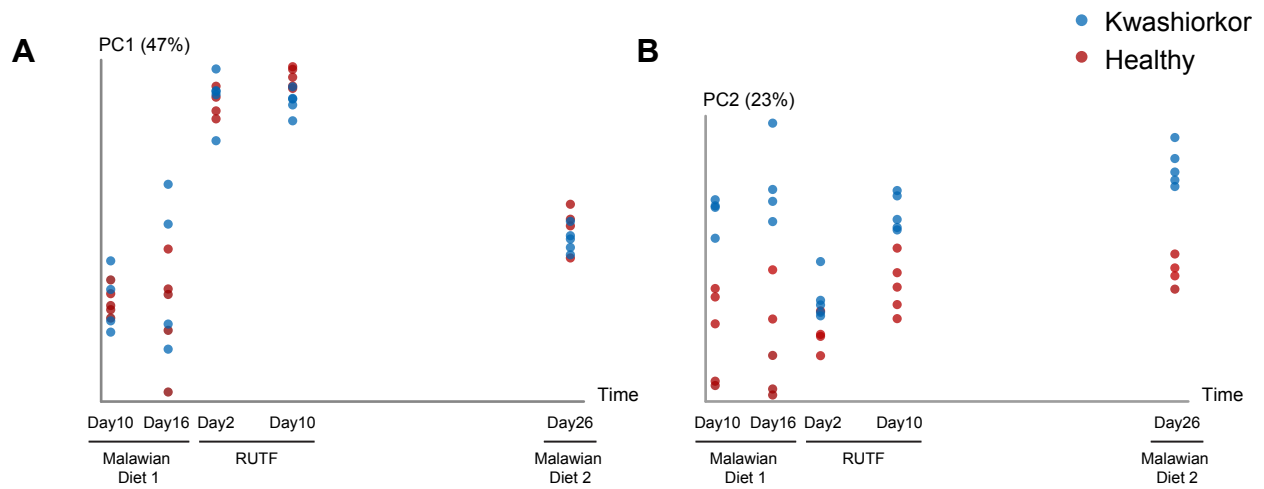 A
PC1 (47%)
Time
Day10 Day16 Day2 Day10 Day26
Malawian
Diet 1
RUTF
Malawian
Diet 2
B
Kwashiorkor
Healthy
PC2 (23%)
Time
Day10 Day16 Day2 Day10 Day26
Malawian
Diet 1
RUTF
Malawian
Diet 2